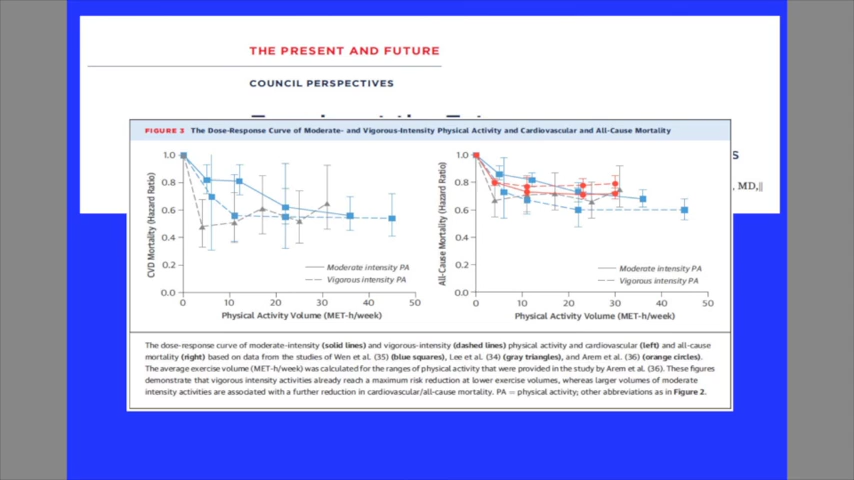 THE PRESENT AND FUTURE
COUNCIL PERSPECTIVES
FIGURE 3 The Dose-Response Curve of Moderate- and Vigorous-Intensity Physical Activity and Cardiovascular and All-Cause Mortality
S
, MD,||
CVD Mortality (Hazard Ratio)
1.0
0.8
0.6
0.4
0.2
0.0
0 10 20 30 40 50
Physical Activity Volume (MET-h/week)
Moderate intensity PA
Vigorous intensity PA
All-Cause Mortality (Hazard Ratio)
1.0
0.8
0.6
0.4
0.2
0.0
0 10 20 30 40 50
Physical Activity Volume (MET-h/week)
Moderate intensity PA
Vigorous intensity PA
The dose-response curve of moderate-intensity (solid lines) and vigorous-intensity (dashed lines) physical activity and cardiovascular (left) and all-cause
mortality (right) based on data from the studies of Wen et al. (35) (blue squares), Lee et al. (34) (gray triangles), and Arem et al. (36) (orange circles).
The average exercise volume (MET-h/week) was calculated for the ranges of physical activity that were provided in the study by Arem et al. (36). These figures
demonstrate that vigorous intensity activities already reach a maximum risk reduction at lower exercise volumes, whereas larger volumes of moderate
intensity activities are associated with a further reduction in cardiovascular/all-cause mortality. PA = physical activity; other abbreviations as in Figure 2.